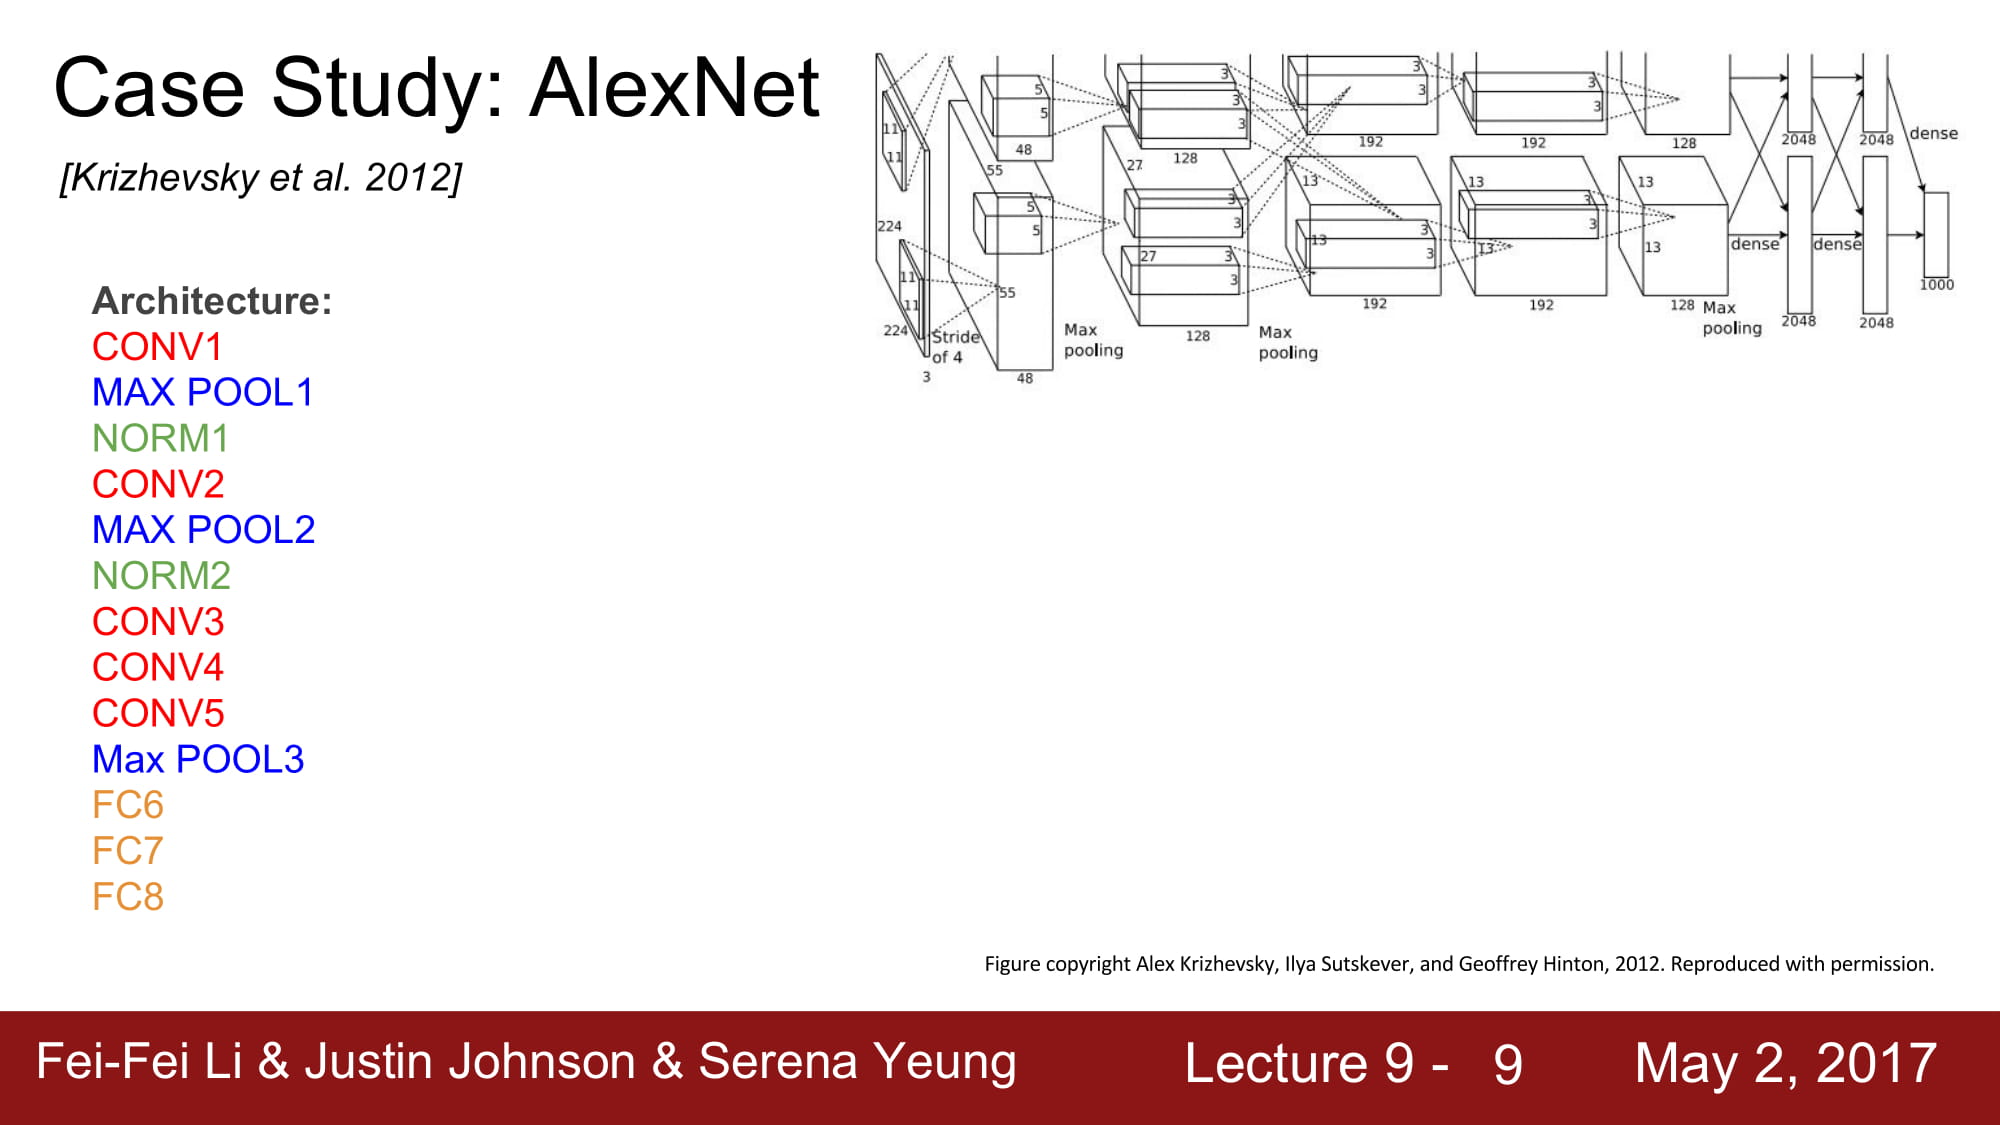 Case Study: AlexNet
[Krizhevsky et al. 2012]
Architecture:
CONV1
MAX POOL1
NORM1
CONV2
MAX POOL2
NORM2
CONV3
CONV4
CONV5
Max POOL3
FC6
FC7
FC8
11
11
224
11
11
224
3
Stride
of 4
5
5
48
55
5
5
55
48
Max
pooling
3
3
3
128
27
3
3
27
3
3
128
Max
pooling
3
3
192
13
13
3
3
192
3
3
192
13
3
3
13
192
128
13
13
128
Max
pooling
2048
2048
dense
dense
dense
2048
2048
1000
Figure copyright Alex Krizhevsky, Ilya Sutskever, and Geoffrey Hinton, 2012. Reproduced with permission.
Fei-Fei Li & Justin Johnson & Serena Yeung
Lecture 9 - 9
May 2, 2017